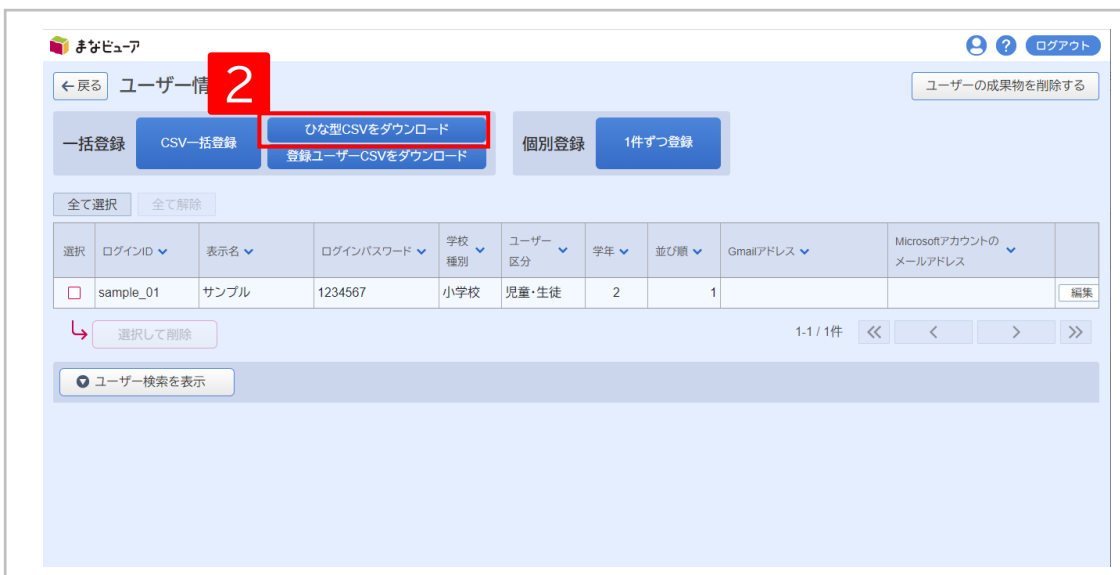 まなビューア
ログアウト
戻る
ユーザー情
2
ユーザーの成果物を削除する
一括登録
CSV一括登録
ひな型CSVをダウンロード
登録ユーザーCSVをダウンロード
個別登録
1件ずつ登録
全て選択
全て解除
選択 ログインID 表示名 ログインパスワード 学校種別 ユーザー区分 学年 並び順 Gmailアドレス Microsoftアカウントのメールアドレス
sample_01 サンプル 1234567 小学校 児童・生徒 2 1 編集
選択して削除
1-1 / 1件
ユーザー検索を表示